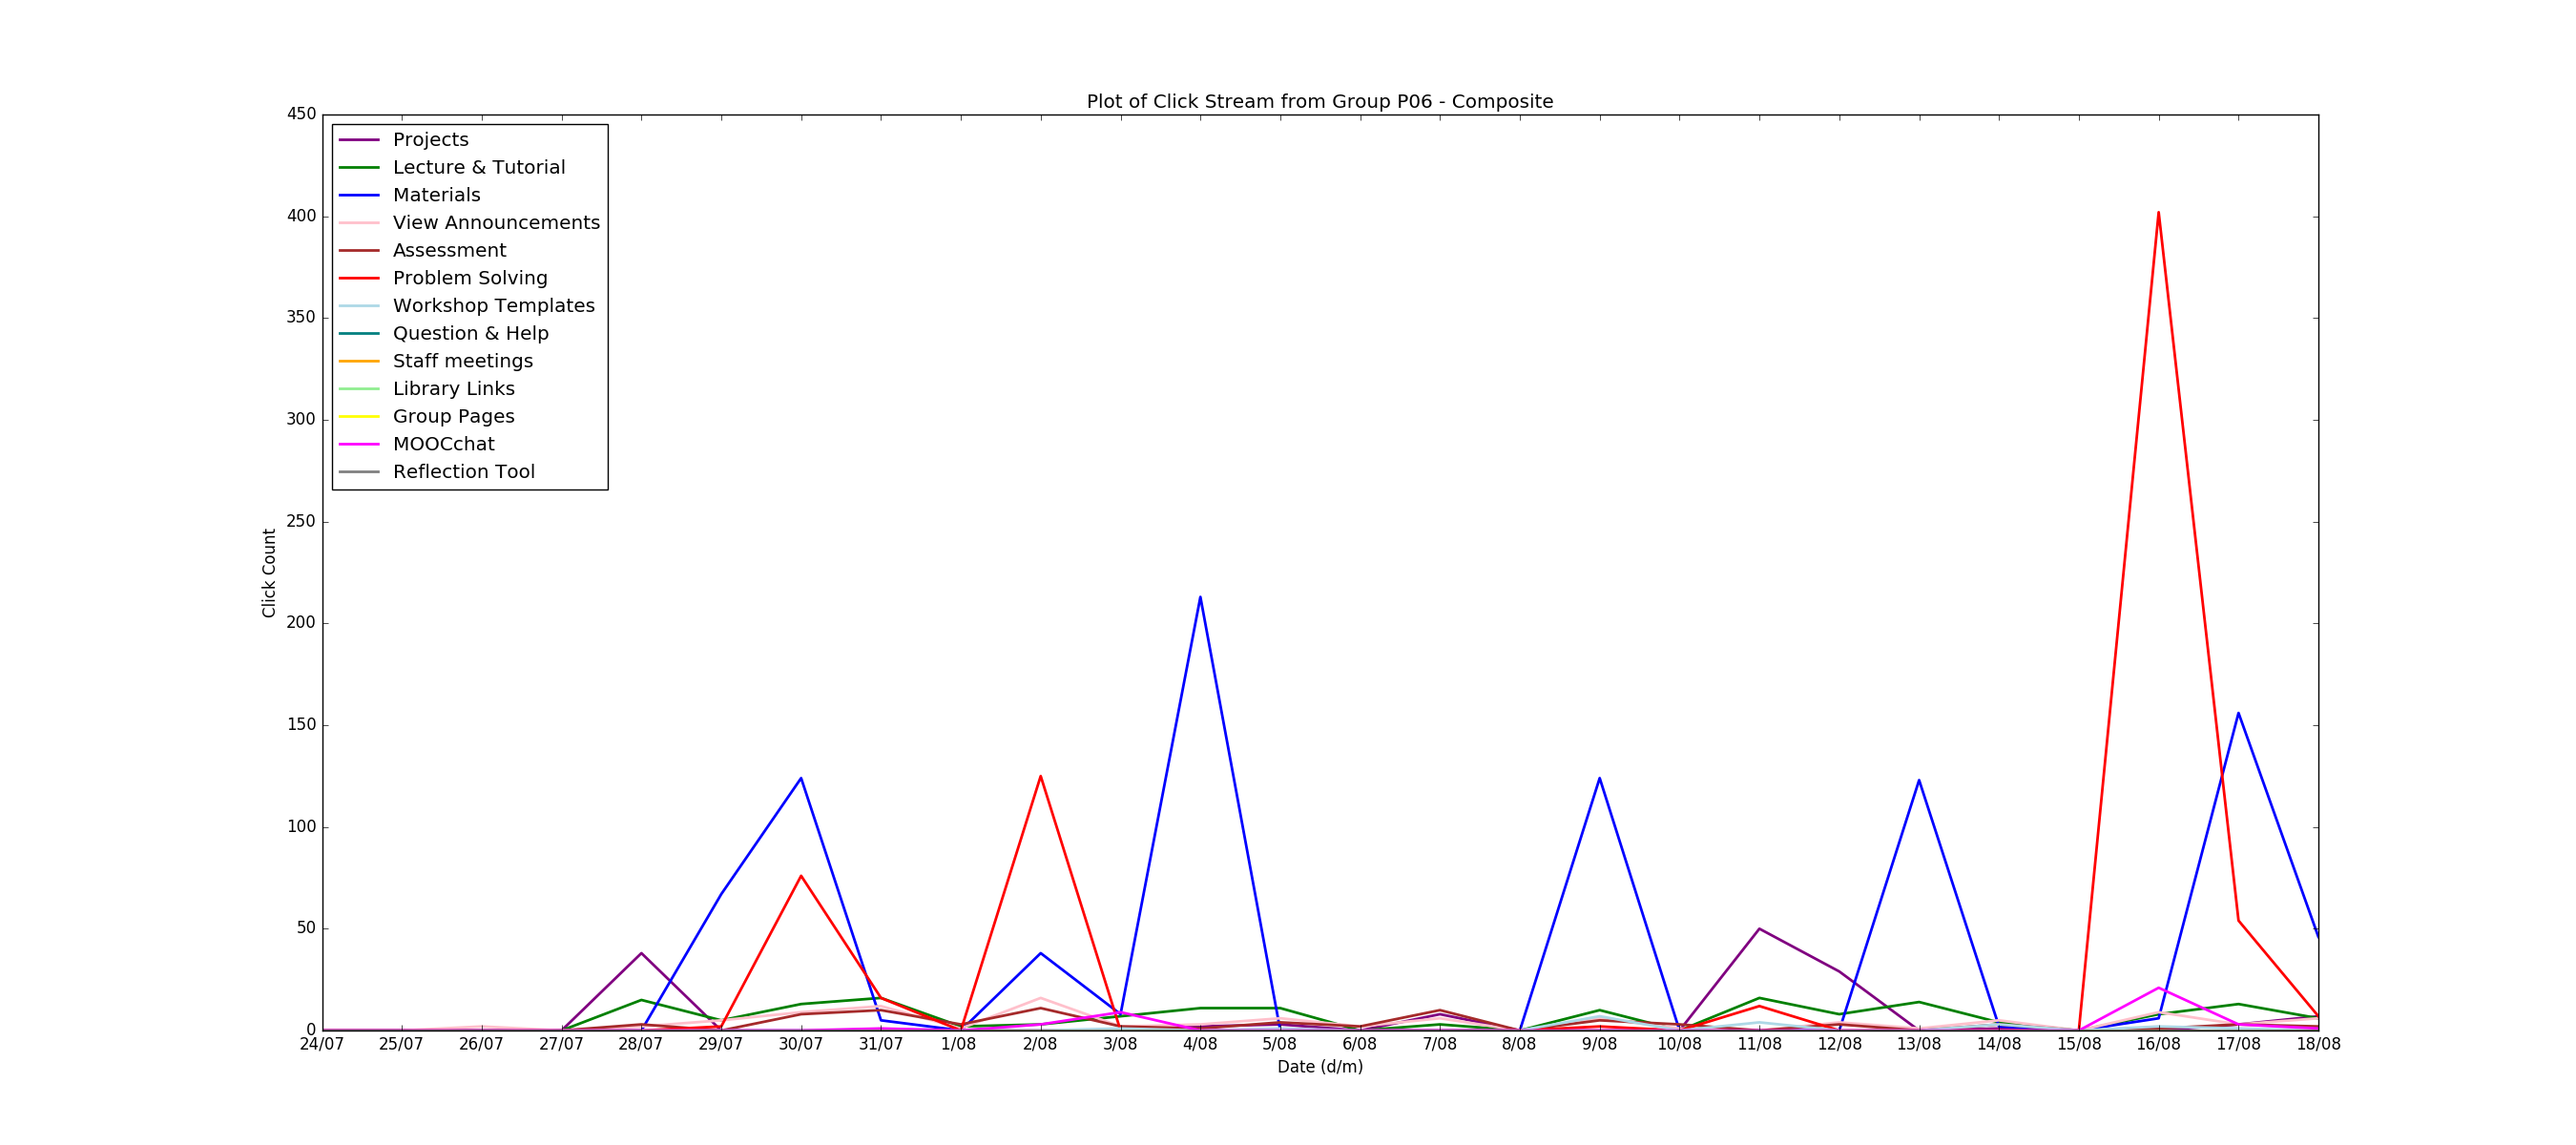 Plot of Click Stream from Group P06 - Composite
450
400
350
300
250
200
150
100
50
0
Click Count
Projects
Lecture & Tutorial
Materials
View Announcements
Assessment
Problem Solving
Workshop Templates
Question & Help
Staff meetings
Library Links
Group Pages
MOOCchat
Reflection Tool
24/07 25/07 26/07 27/07 28/07 29/07 30/07 31/07 1/08 2/08 3/08 4/08 5/08 6/08 7/08 8/08 9/08 10/08 11/08 12/08 13/08 14/08 15/08 16/08 17/08 18/08
Date (d/m)